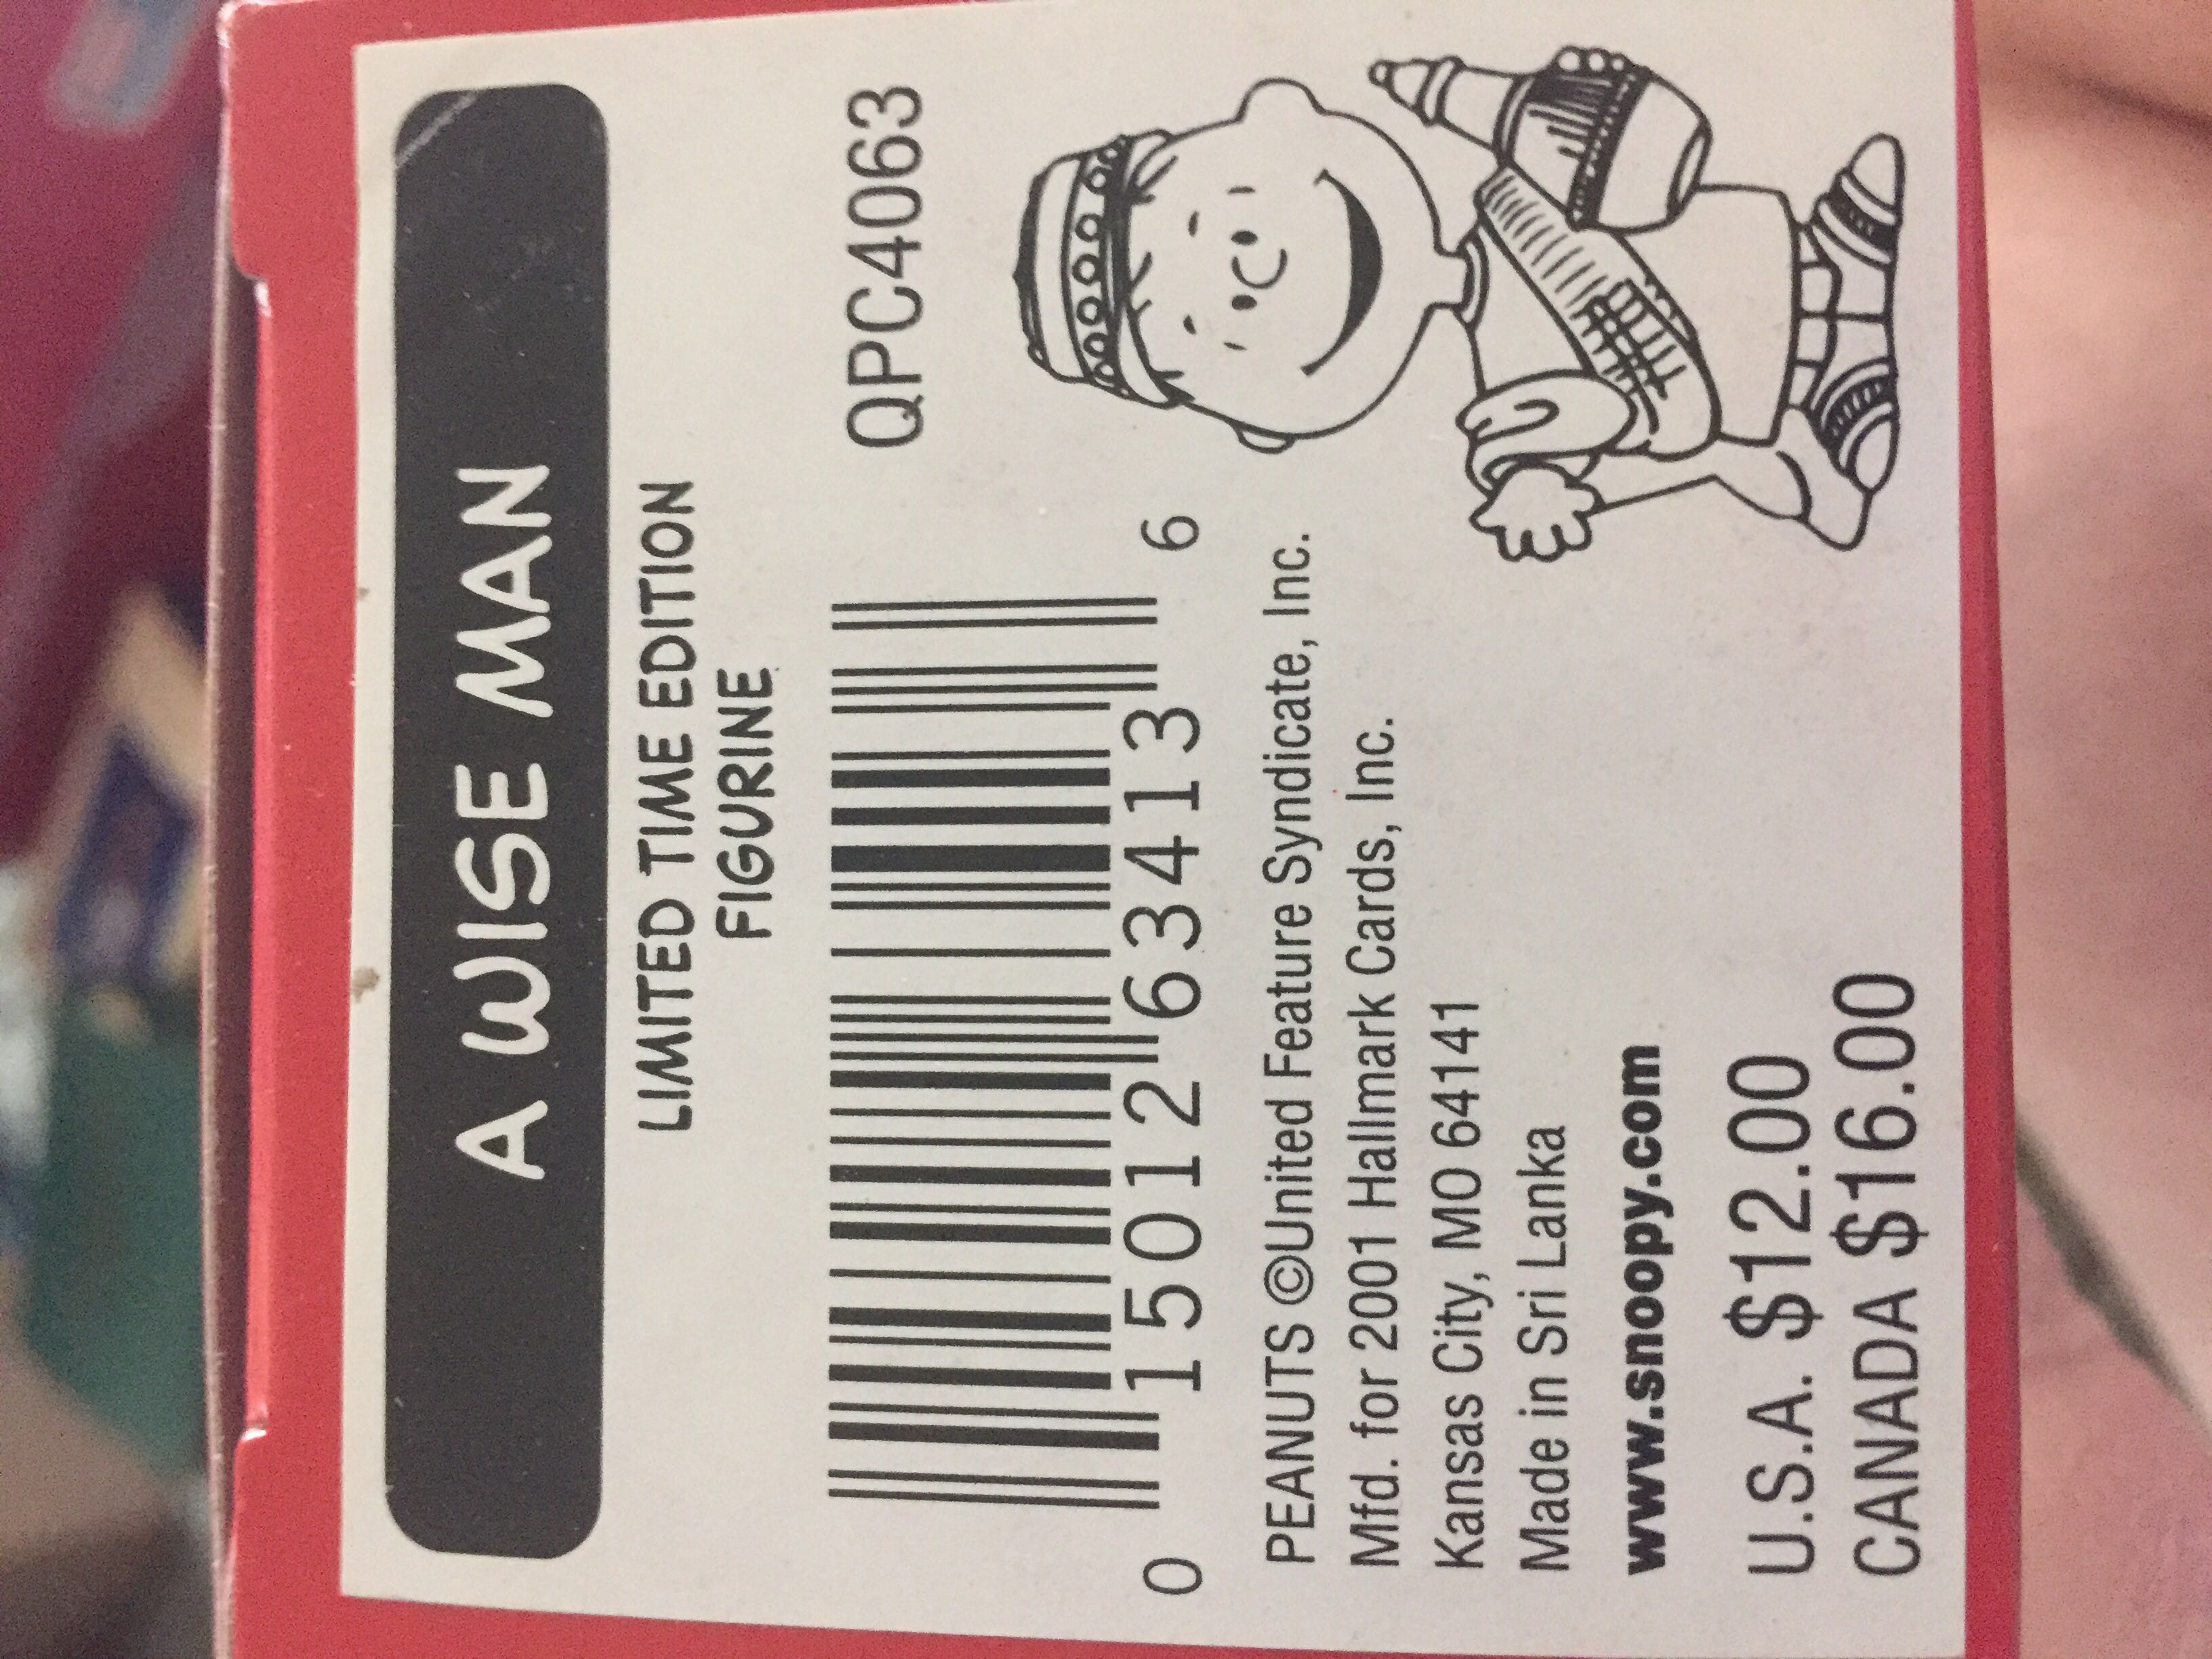 A WISE MAN
LIMITED TIME EDITION
FIGURINE
QPC4063
0 15012 63413 6
PEANUTS ©United Feature Syndicate, Inc.
Mfd. for 2001 Hallmark Cards, Inc.
Kansas City, MO 64141
Made in Sri Lanka
www.snoopy.com
U.S.A. $12.00
CANADA $16.00